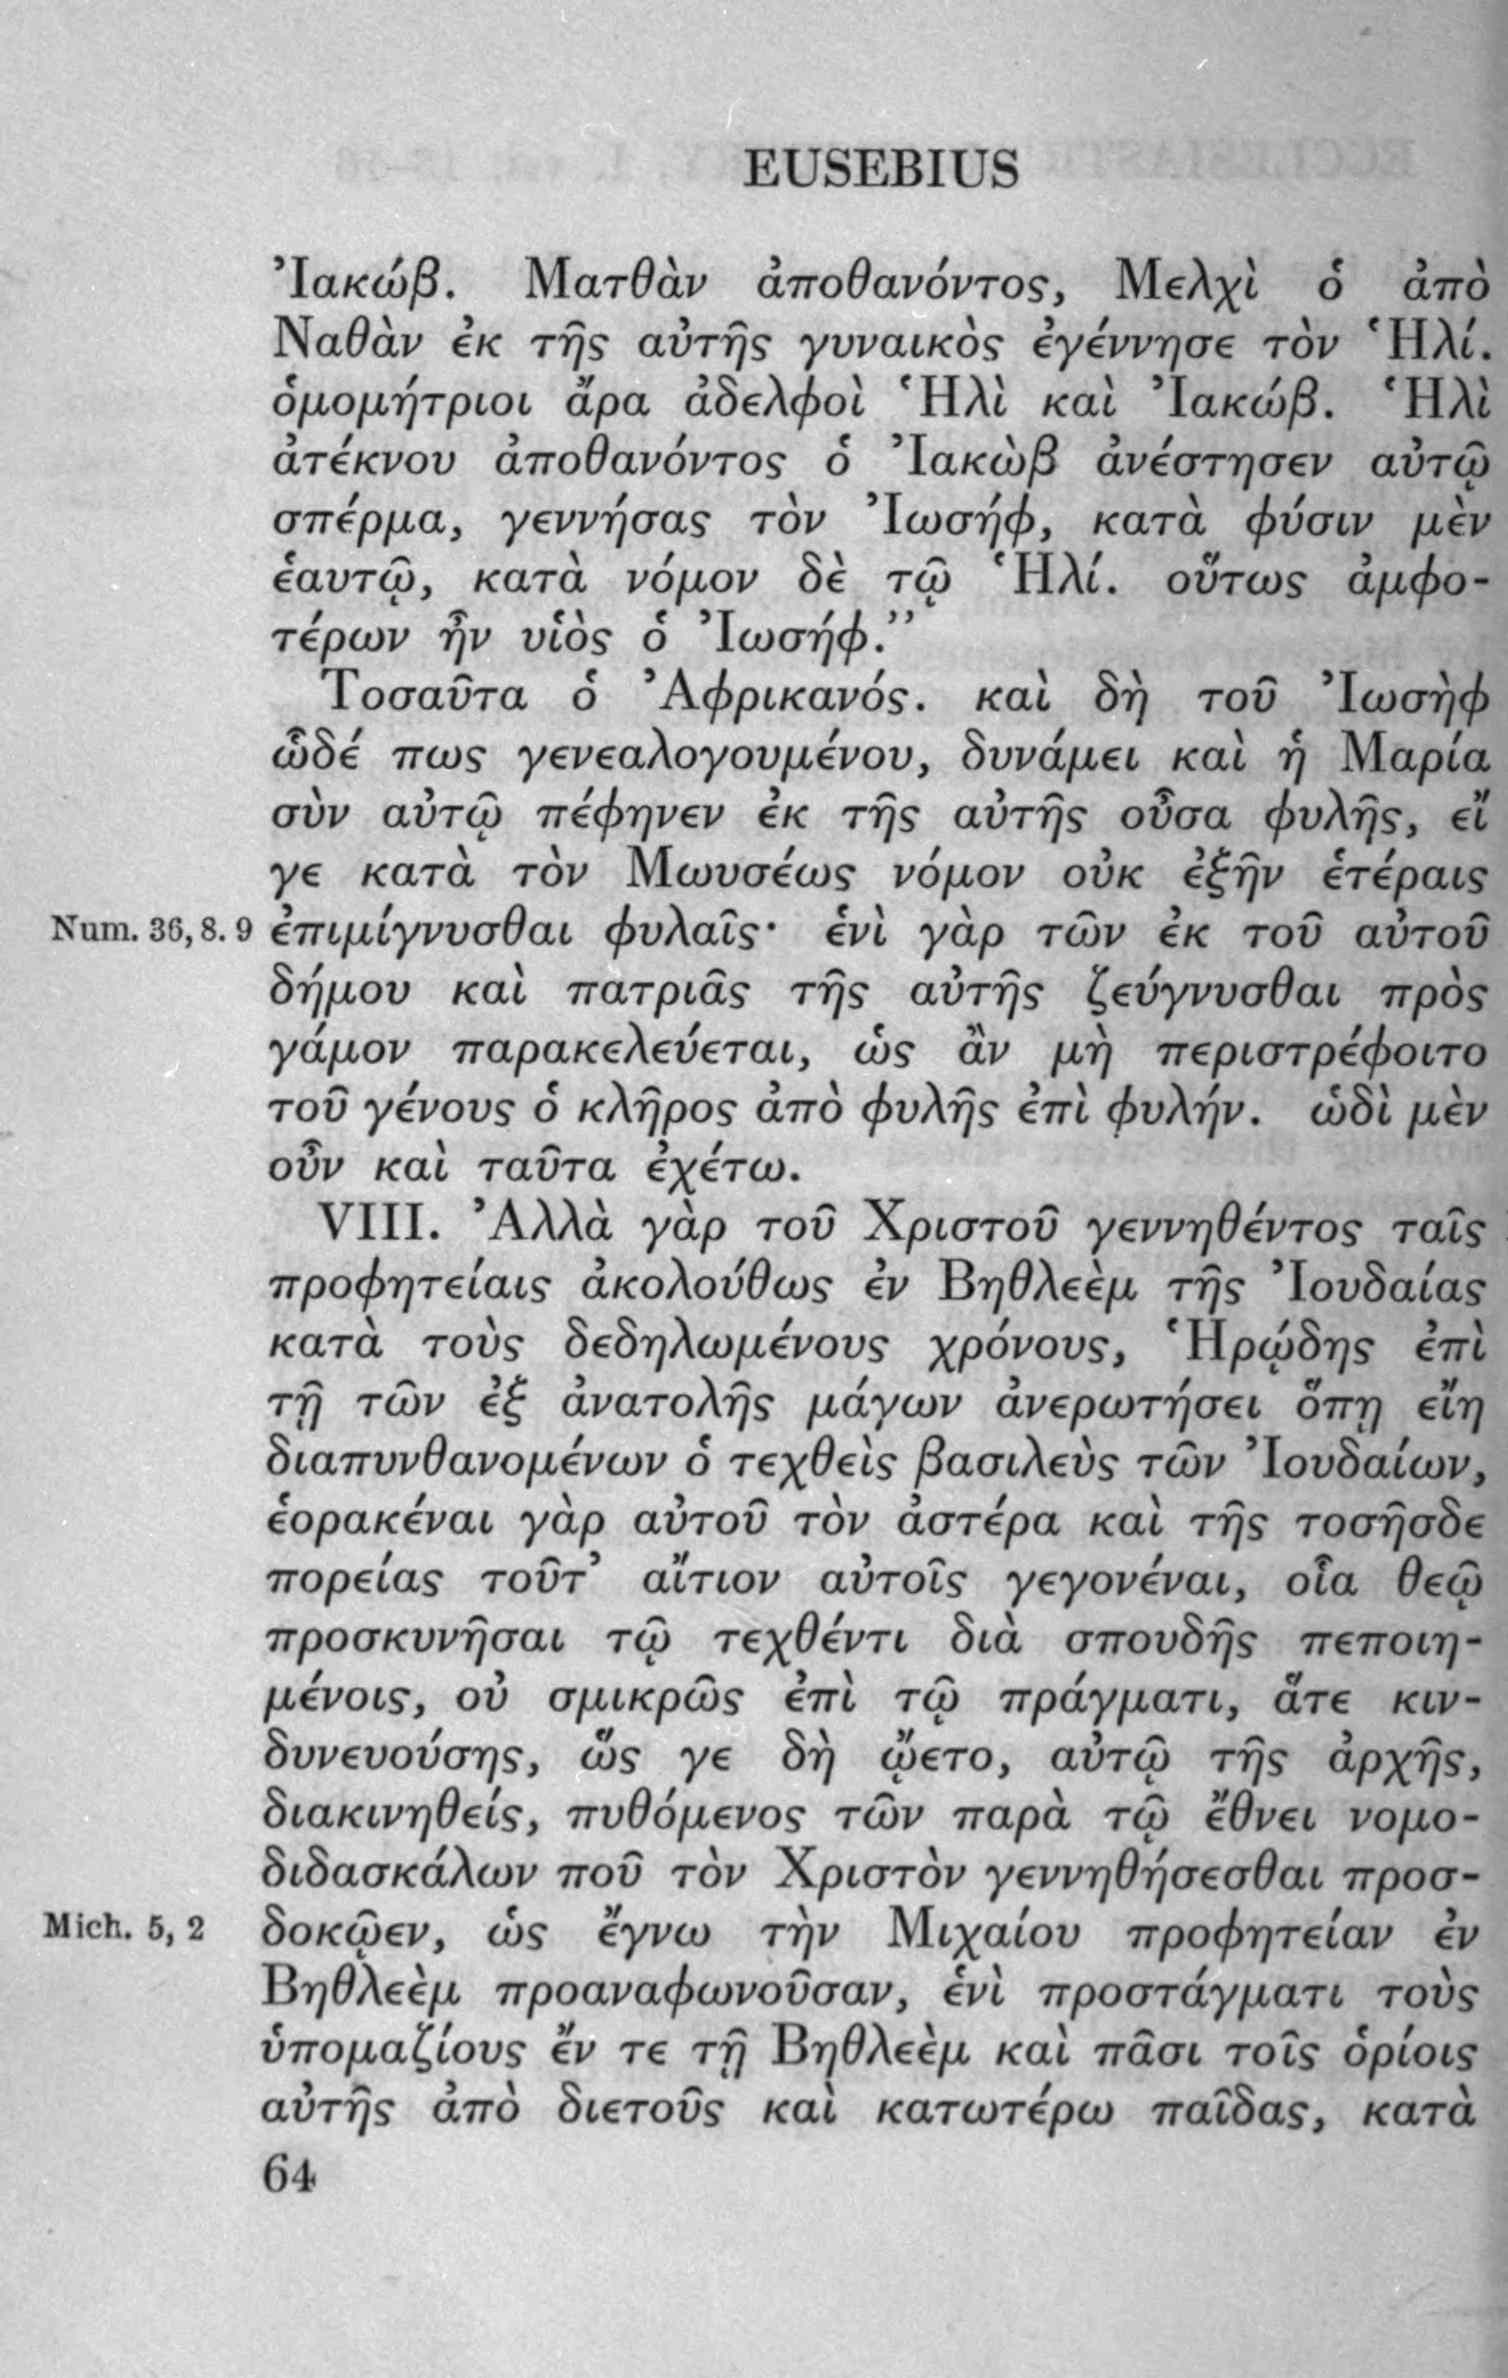 EUSEBIUS
Ἰακώβ. Ματθὰν ἀποθανόντος, Μελχὶ ὁ ἀπὸ
Ναθὰν ἐκ τῆς αὐτῆς γυναικὸς ἐγέννησε τὸν Ἡλί.
ὁμομήτριοι ἄρα ἀδελφοὶ Ἡλὶ καὶ Ἰακώβ. Ἡλὶ
ἀτέκνου ἀποθανόντος ὁ Ἰακὼβ ἀνέστησεν αὐτῷ
σπέρμα, γεννήσας τὸν Ἰωσήφ, κατὰ φύσιν μὲν
ἑαυτῷ, κατὰ νόμον δὲ τῷ Ἡλί. οὕτως ἀμφο-
τέρων ἦν υἱὸς ὁ Ἰωσήφ.”
Τοσαῦτα ὁ Ἀφρικανός. καὶ δὴ τοῦ Ἰωσὴφ
ὧδέ πως γενεαλογουμένου, δυνάμει καὶ ἡ Μαρία
σὺν αὐτῷ πέφηνεν ἐκ τῆς αὐτῆς οὖσα φυλῆς, εἴ
γε κατὰ τὸν Μωυσέως νόμον οὐκ ἐξῆν ἑτέραις
Num. 36, 8. 9 ἐπιμίγνυσθαι φυλαῖς· ἑνὶ γὰρ τῶν ἐκ τοῦ αὐτοῦ
δήμου καὶ πατριᾶς τῆς αὐτῆς ζεύγνυσθαι πρὸς
γάμον παρακελεύεται, ὡς ἂν μὴ περιστρέφοιτο
τοῦ γένους ὁ κλῆρος ἀπὸ φυλῆς ἐπὶ φυλήν. ὡδὶ μὲν
οὖν καὶ ταῦτα ἐχέτω.
VIII. Ἀλλὰ γὰρ τοῦ Χριστοῦ γεννηθέντος ταῖς
προφητείαις ἀκολούθως ἐν Βηθλεὲμ τῆς Ἰουδαίας
κατὰ τοὺς δεδηλωμένους χρόνους, Ἡρῴδης ἐπὶ
τῇ τῶν ἐξ ἀνατολῆς μάγων ἀνερωτήσει ὅπῃ εἴη
διαπυνθανομένων ὁ τεχθεὶς βασιλεὺς τῶν Ἰουδαίων,
ἑορακέναι γὰρ αὐτοῦ τὸν ἀστέρα καὶ τῆς τοσῆσδε
πορείας τοῦτ’ αἴτιον αὐτοῖς γεγονέναι, οἷα θεῷ
προσκυνῆσαι τῷ τεχθέντι διὰ σπουδῆς πεποιη-
μένοις, οὐ σμικρῶς ἐπὶ τῷ πράγματι, ἅτε κιν-
δυνευούσης, ὥς γε δὴ ᾤετο, αὐτῷ τῆς ἀρχῆς,
διακινηθείς, πυθόμενος τῶν παρὰ τῷ ἔθνει νομο-
διδασκάλων ποῦ τὸν Χριστὸν γεννηθήσεσθαι προσ-
Mich. 5, 2 δοκῷεν, ὡς ἔγνω τὴν Μιχαίου προφητείαν ἐν
Βηθλεὲμ προαναφωνοῦσαν, ἑνὶ προστάγματι τοὺς
ὑπομαζίους ἔν τε τῇ Βηθλεὲμ καὶ πᾶσι τοῖς ὁρίοις
αὐτῆς ἀπὸ διετοῦς καὶ κατωτέρω παῖδας, κατὰ
64